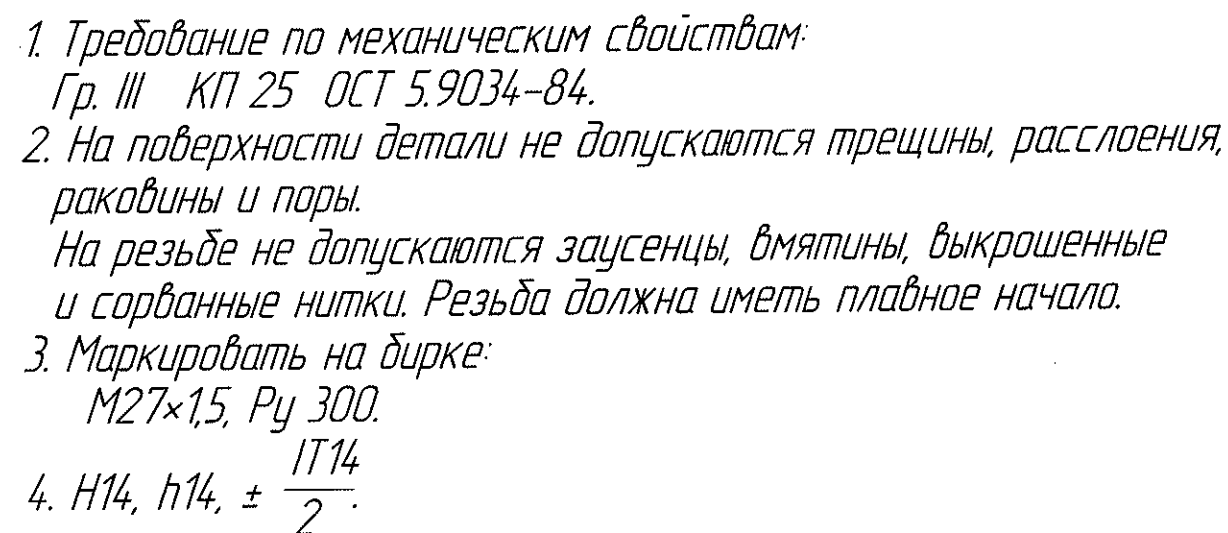 1. Требование по механическим свойствам:
Гр. III КП 25 ОСТ 5.9034-84.
2. На поверхности детали не допускаются трещины, расслоения,
раковины и поры.
На резьбе не допускаются заусенцы, вмятины, выкрошенные
и сорванные нитки. Резьба должна иметь плавное начало.
3. Маркировать на бирке:
М27×1,5, Ру 300.
4. H14, h14, ± IT14/2.